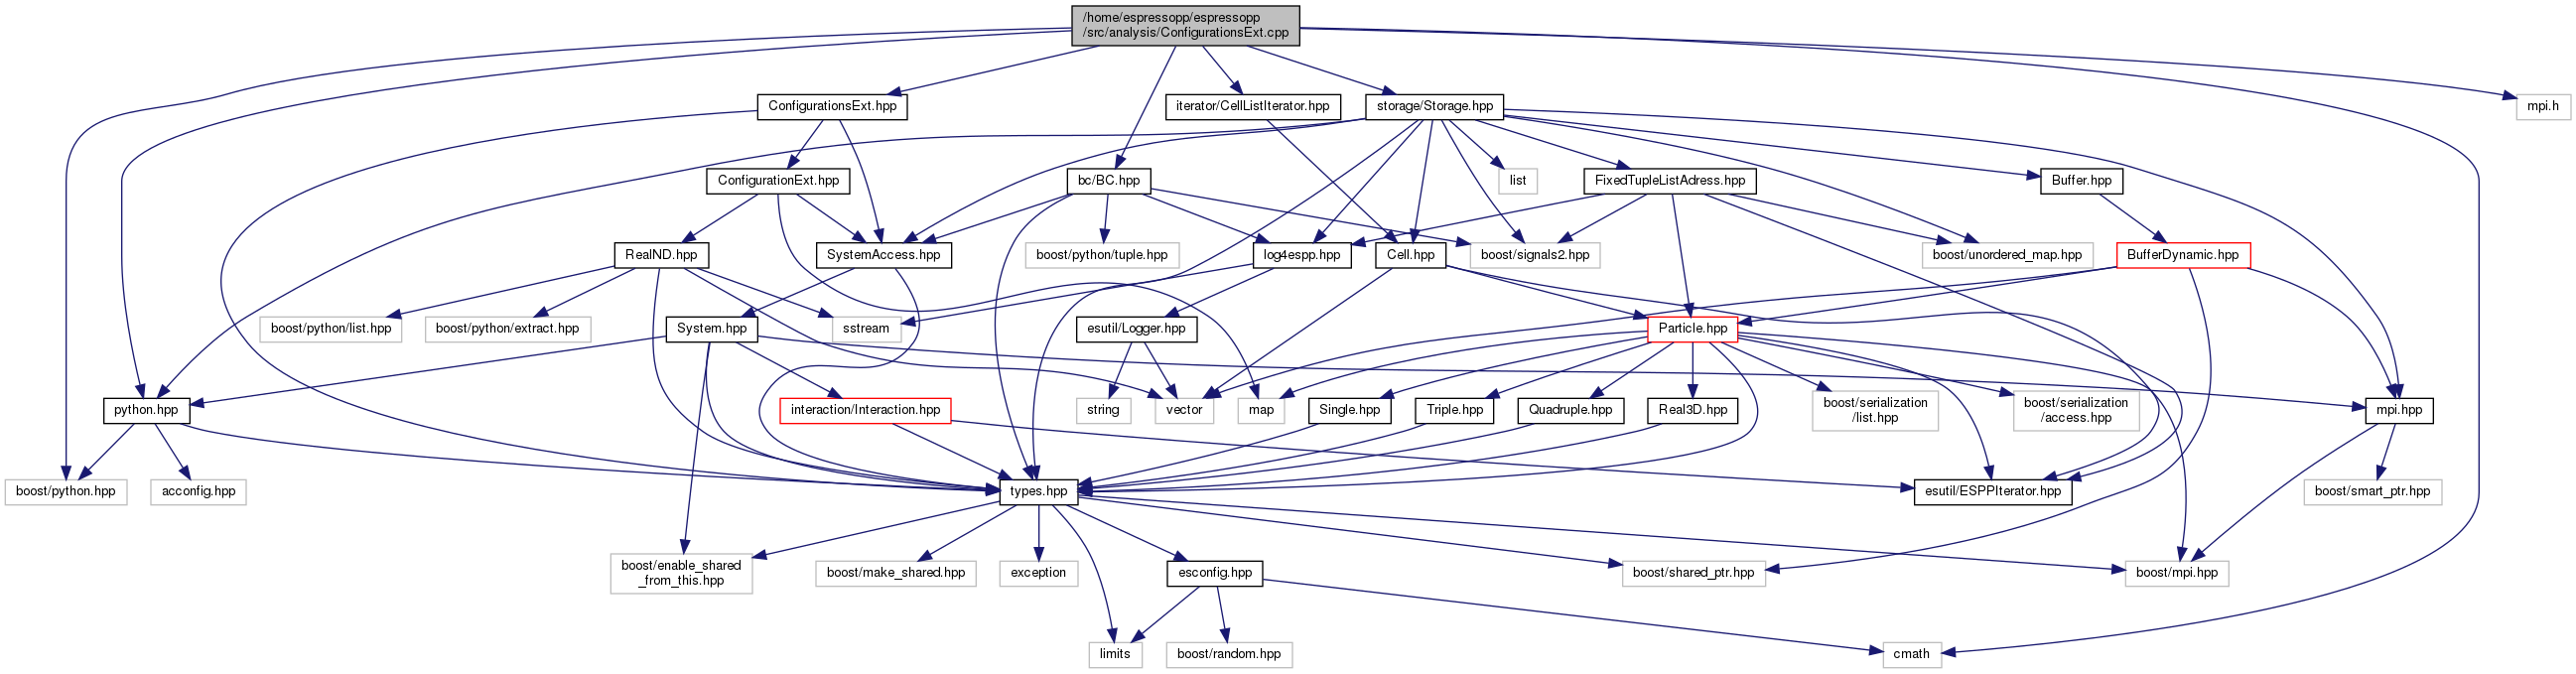 /home/espressopp/espressopp
/src/analysis/ConfigurationsExt.cpp
ConfigurationsExt.hpp
iterator/CellListIterator.hpp
storage/Storage.hpp
mpi.h
ConfigurationExt.hpp
bc/BC.hpp
list
FixedTupleListAdress.hpp
Buffer.hpp
RealND.hpp
SystemAccess.hpp
boost/python/tuple.hpp
log4espp.hpp
Cell.hpp
boost/signals2.hpp
boost/unordered_map.hpp
BufferDynamic.hpp
boost/python/list.hpp
boost/python/extract.hpp
System.hpp
sstream
esutil/Logger.hpp
Particle.hpp
python.hpp
interaction/Interaction.hpp
string
vector
map
Single.hpp
Triple.hpp
Quadruple.hpp
Real3D.hpp
boost/serialization
/list.hpp
boost/serialization
/access.hpp
mpi.hpp
boost/python.hpp
acconfig.hpp
types.hpp
esutil/ESPPIterator.hpp
boost/smart_ptr.hpp
boost/enable_shared
_from_this.hpp
boost/make_shared.hpp
exception
esconfig.hpp
boost/shared_ptr.hpp
boost/mpi.hpp
limits
boost/random.hpp
cmath